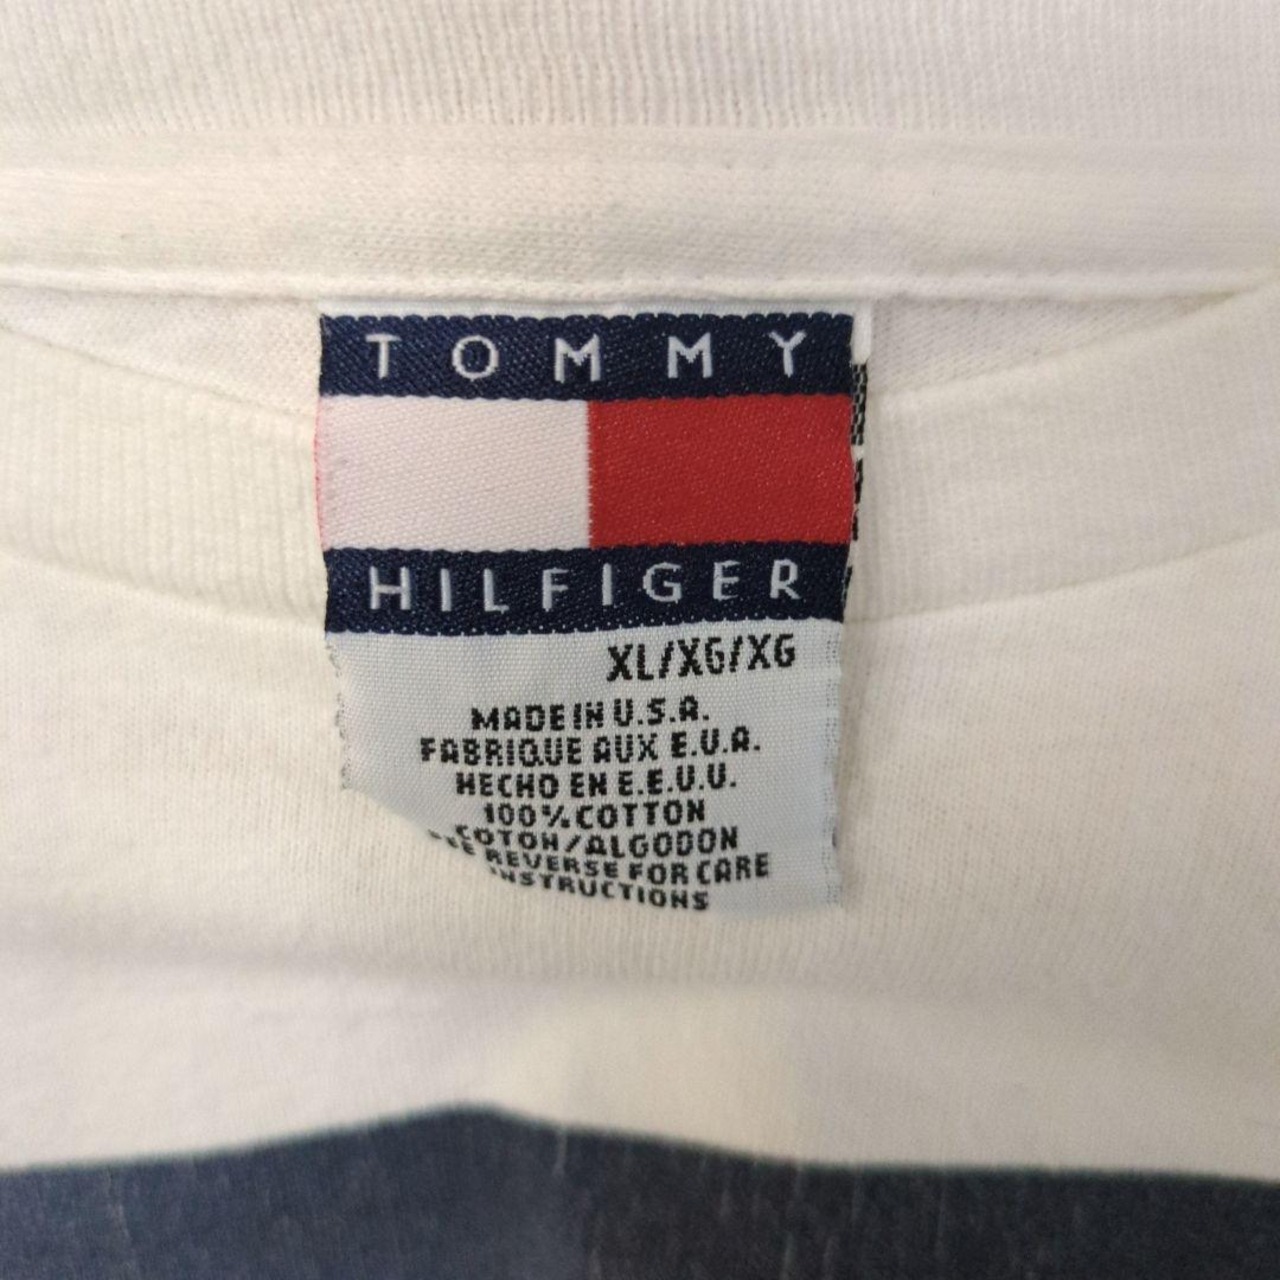 TOMMY
HILFIGER
XL/XG/XG
MADE IN U.S.A.
FABRIQUE AUX E.U.A.
HECHO EN E.E.U.U.
100% COTTON
COTON/ALGODON
REVERSE FOR CARE
INSTRUCTIONS